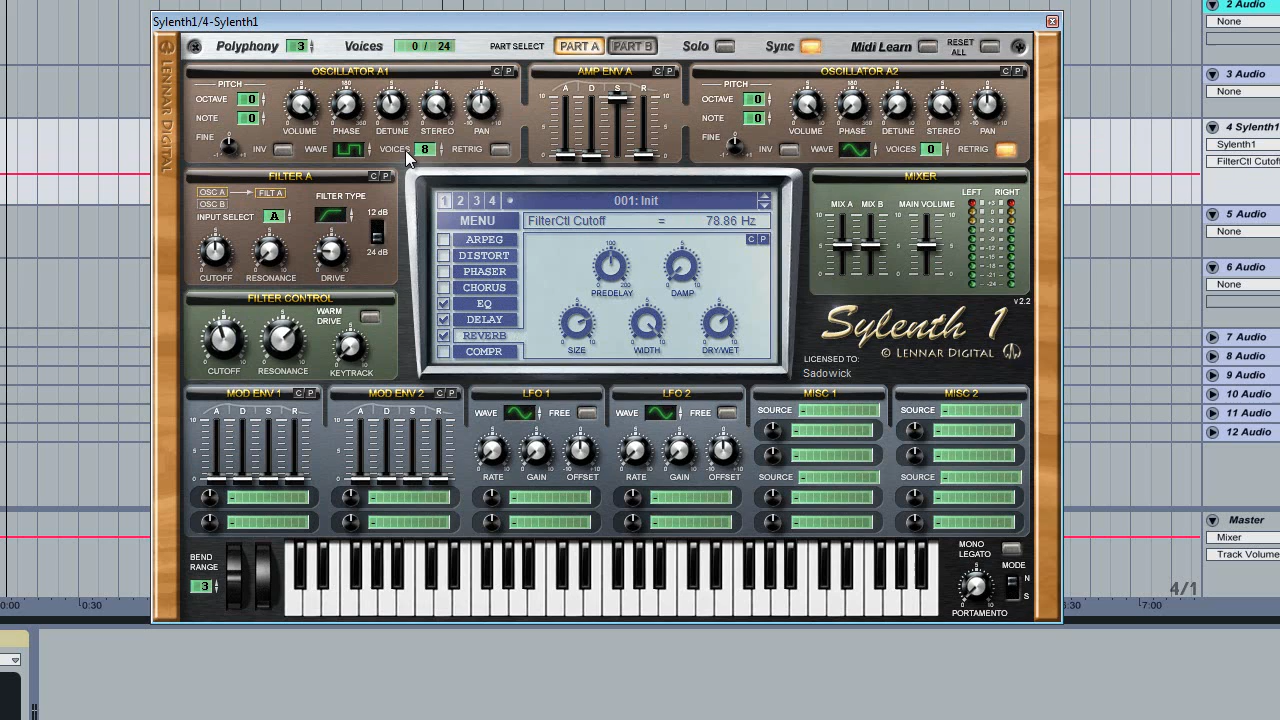 Sylenth1/4-Sylenth1
Polyphony 3 Voices 0 / 24 PART SELECT PART A PART B Solo Sync Midi Learn RESET ALL
OSCILLATOR A1 C P
PITCH
OCTAVE 0
NOTE 0
FINE
VOLUME PHASE DETUNE STEREO PAN
INV WAVE VOICES 8 RETRIG
AMP ENV A C P
A D S R
OSCILLATOR A2 C P
PITCH
OCTAVE 0
NOTE 0
FINE
VOLUME PHASE DETUNE STEREO PAN
INV WAVE VOICES 0 RETRIG
LENNAR DIGITAL
FILTER A C P
OSC A FILT A
OSC B
INPUT SELECT A
FILTER TYPE
12 dB
24 dB
CUTOFF RESONANCE DRIVE
FILTER CONTROL
WARM DRIVE
CUTOFF RESONANCE KEYTRACK
1 2 3 4 001: Init
MENU FilterCtl Cutoff = 78.86 Hz
ARPEG
DISTORT
PHASER
CHORUS
EQ
DELAY
REVERB
COMPR
C P
PREDELAY DAMP
SIZE WIDTH DRY/WET
MIXER
LEFT RIGHT
MIX A MIX B MAIN VOLUME
v2.2
Sylenth 1
© LENNAR DIGITAL
LICENSED TO:
Sadowick
MOD ENV 1 C P
A D S R
MOD ENV 2 C P
A D S R
LFO 1
WAVE FREE
RATE GAIN OFFSET
LFO 2
WAVE FREE
RATE GAIN OFFSET
MISC 1
SOURCE
SOURCE
MISC 2
SOURCE
SOURCE
BEND RANGE
3
MONO LEGATO
MODE
N
S
PORTAMENTO
2 Audio
None
3 Audio
None
4 Sylenth1
Sylenth1
FilterCtl Cutoff
5 Audio
None
6 Audio
None
7 Audio
8 Audio
9 Audio
10 Audio
11 Audio
12 Audio
Master
Mixer
Track Volume
4/1
0:00 0:30 6:30 7:00